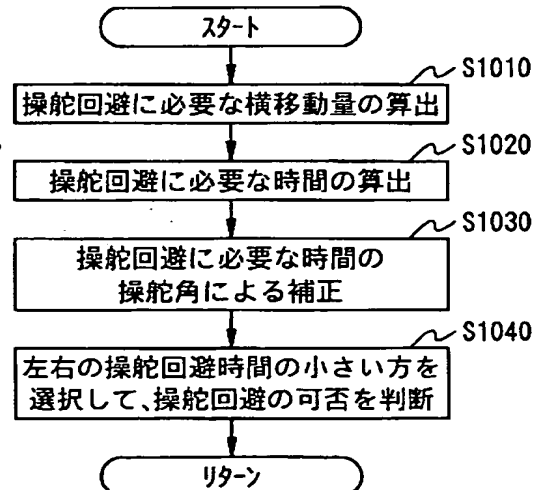 スタート
S1010
操舵回避に必要な横移動量の算出
S1020
操舵回避に必要な時間の算出
S1030
操舵回避に必要な時間の
操舵角による補正
S1040
左右の操舵回避時間の小さい方を
選択して、操舵回避の可否を判断
リターン